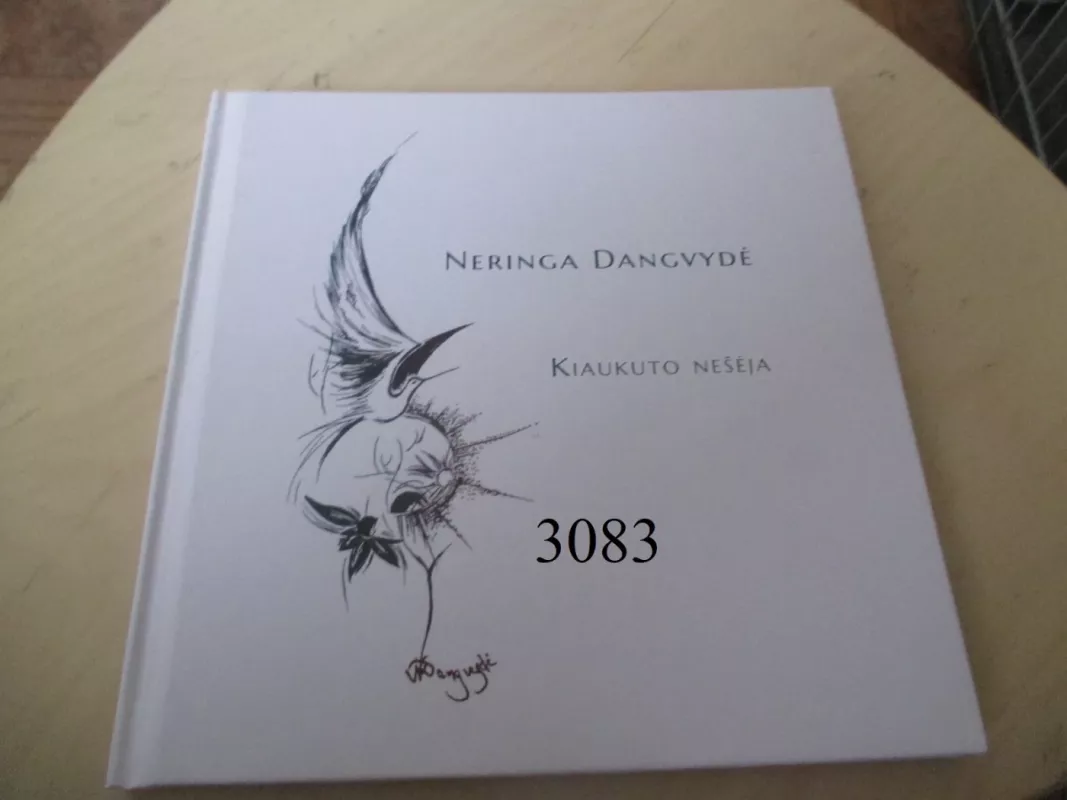 NERINGA DANGVYDĖ
KIAUKUTO NEŠĖJA
3083
Dangvydė